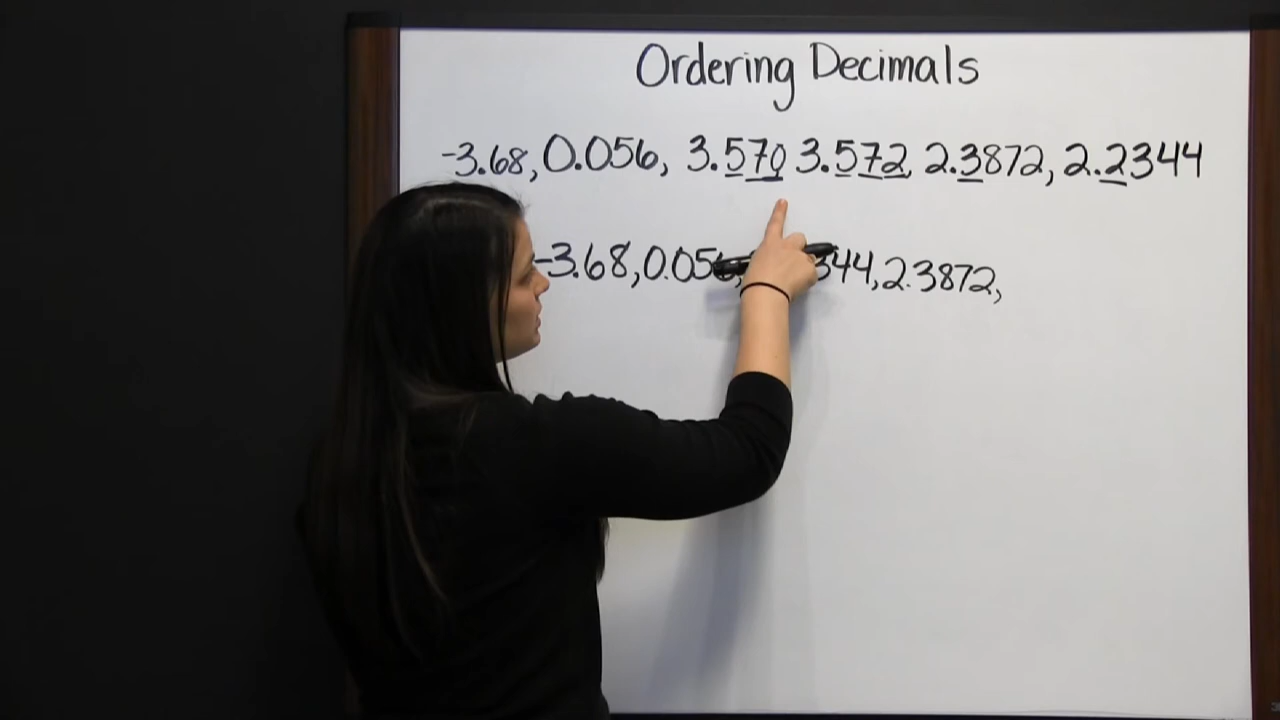 Ordering Decimals
-3.68, 0.056, 3.570 3.572, 2.3872, 2.2344
-3.68, 0.056, 344, 2.3872,